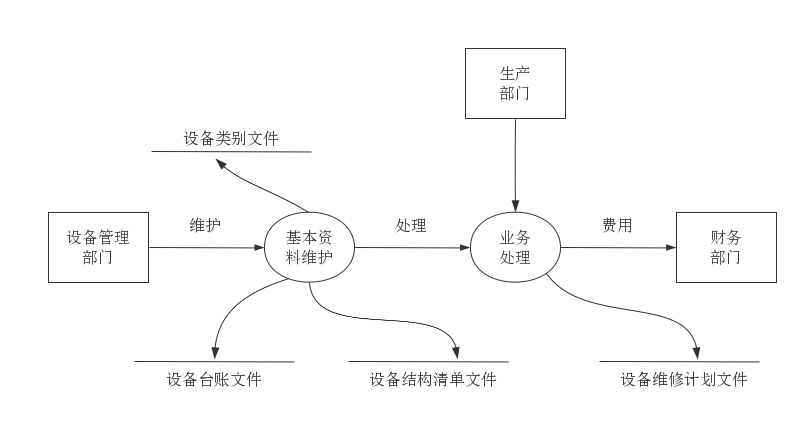 生产
部门
设备类别文件
设备管理
部门
维护
基本资
料维护
处理
业务
处理
费用
财务
部门
设备台账文件
设备结构清单文件
设备维修计划文件